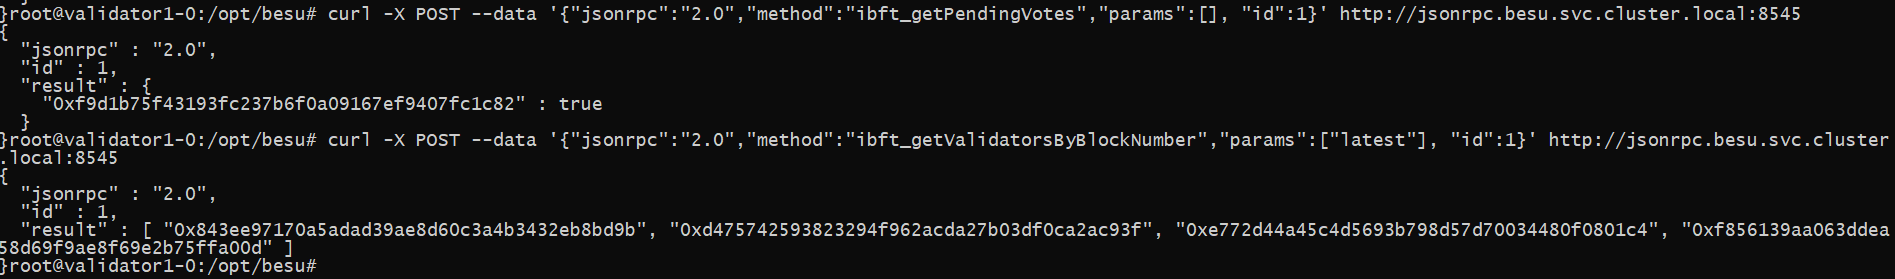 }root@validator1-0:/opt/besu# curl -X POST --data '{"jsonrpc":"2.0","method":"ibft_getPendingVotes","params":[], "id":1}' http://jsonrpc.besu.svc.cluster.local:8545
{
  "jsonrpc" : "2.0",
  "id" : 1,
  "result" : {
    "0xf9d1b75f43193fc237b6f0a09167ef9407fc1c82" : true
  }
}root@validator1-0:/opt/besu# curl -X POST --data '{"jsonrpc":"2.0","method":"ibft_getValidatorsByBlockNumber","params":["latest"], "id":1}' http://jsonrpc.besu.svc.cluster
.local:8545
{
  "jsonrpc" : "2.0",
  "id" : 1,
  "result" : [ "0x843ee97170a5adad39ae8d60c3a4b3432eb8bd9b", "0xd475742593823294f962acda27b03df0ca2ac93f", "0xe772d44a45c4d5693b798d57d70034480f0801c4", "0xf856139aa063ddea
58d69f9ae8f69e2b75ffa00d" ]
}root@validator1-0:/opt/besu#